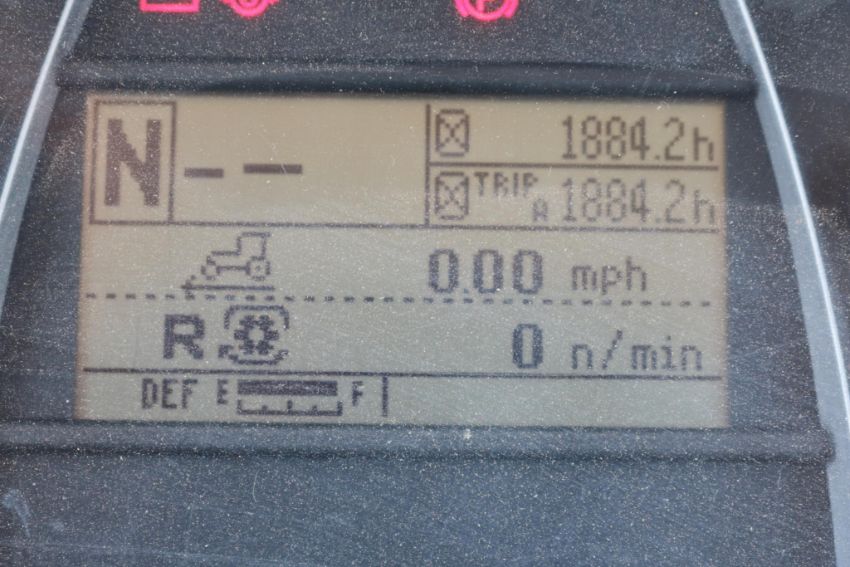 N -- 1884.2h
TRIP A 1884.2h
0.00 mph
R 0 n/min
DEF E F
P